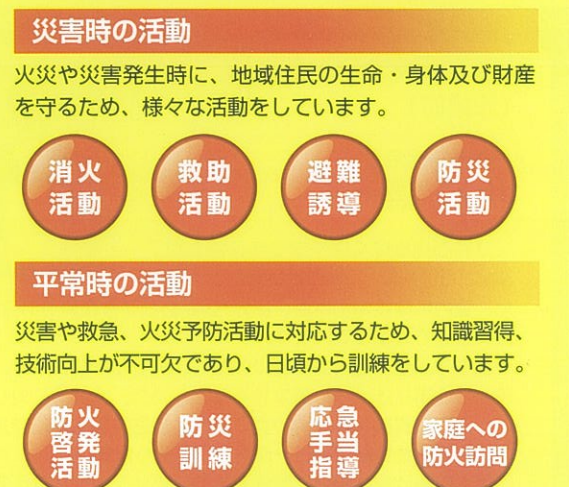 災害時の活動
火災や災害発生時に、地域住民の生命・身体及び財産
を守るため、様々な活動をしています。
消火
活動
救助
活動
避難
誘導
防災
活動
平常時の活動
災害や救急、火災予防活動に対応するため、知識習得、
技術向上が不可欠であり、日頃から訓練をしています。
防火
啓発
活動
防災
訓練
応急
手当
指導
家庭への
防火訪問